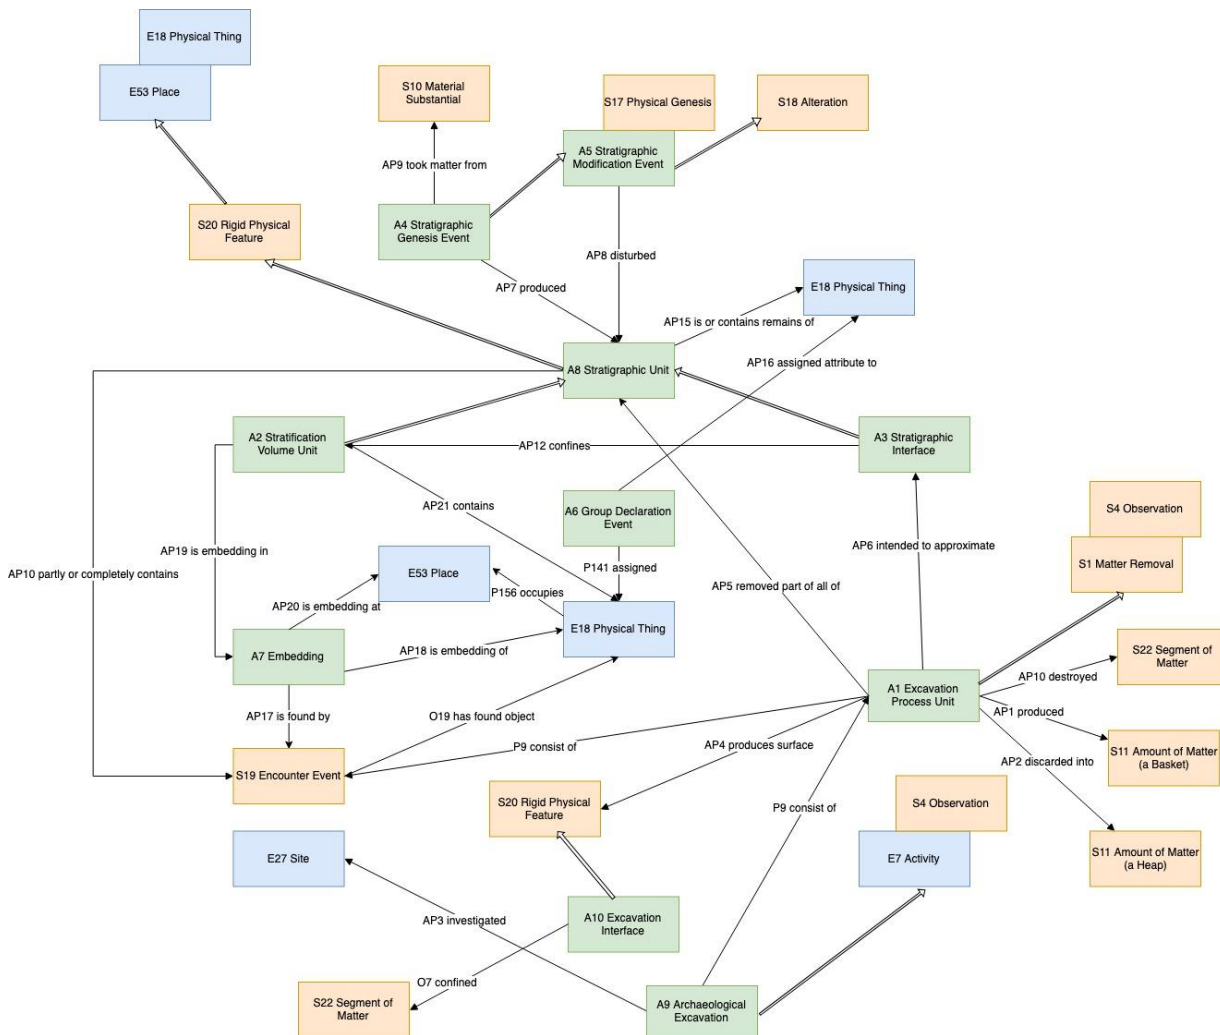 E18 Physical Thing
E53 Place
S10 Material
Substantial
S17 Physical Genesis
S18 Alteration
A5 Stratigraphic
Modification Event
AP9 took matter from
S20 Rigid Physical
Feature
A4 Stratigraphic
Genesis Event
AP8 disturbed
AP7 produced
E18 Physical Thing
AP15 is or contains remains of
AP16 assigned attribute to
A8 Stratigraphic Unit
A2 Stratification
Volume Unit
AP12 confines
A3 Stratigraphic
Interface
AP21 contains
A6 Group Declaration
Event
S4 Observation
AP6 intended to approximate
S1 Matter Removal
AP19 is embedding in
AP10 partly or completely contains
E53 Place
P141 assigned
P156 occupies
AP5 removed part of all of
AP20 is embedding at
E18 Physical Thing
A7 Embedding
AP18 is embedding of
S22 Segment of
Matter
AP10 destroyed
A1 Excavation
Process Unit
AP1 produced
AP17 is found by
O19 has found object
P9 consist of
AP4 produces surface
S11 Amount of Matter
(a Basket)
AP2 discarded into
S19 Encounter Event
S20 Rigid Physical
Feature
P9 consist of
S4 Observation
E27 Site
E7 Activity
S11 Amount of Matter
(a Heap)
AP3 investigated
A10 Excavation
Interface
O7 confined
S22 Segment of
Matter
A9 Archaeological
Excavation